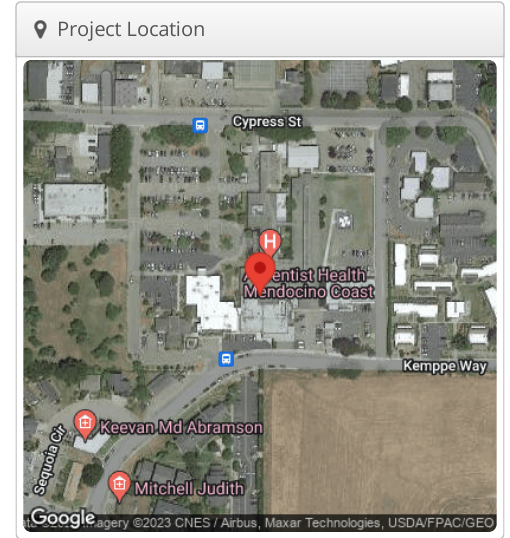 Project Location
Cypress St
H
Adventist Health
Mendocino Coast
Kemppe Way
Keevan Md Abramson
Sequoia Cir
Mitchell Judith
Google
Imagery ©2023 CNES / Airbus, Maxar Technologies, USDA/FPAC/GEO